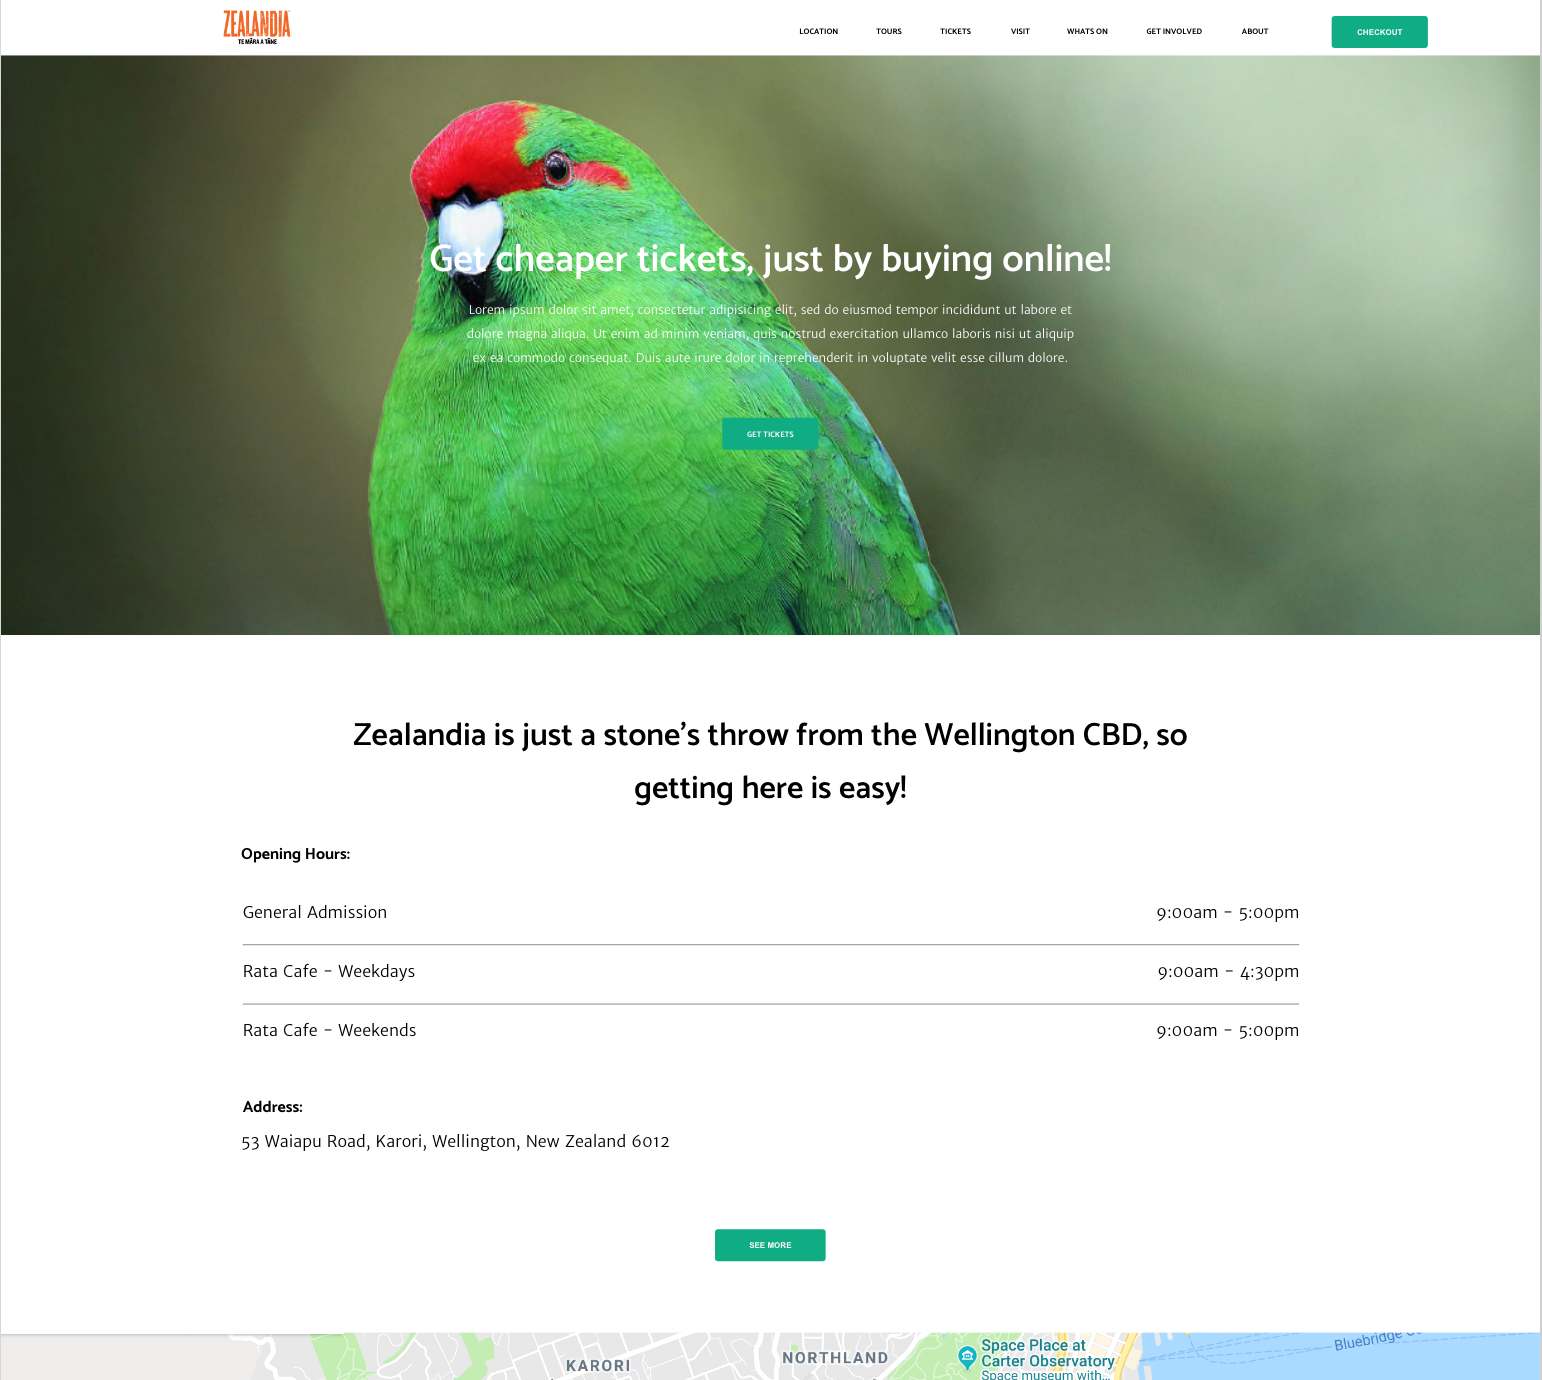 ZEALANDIA
TE MĀRA A TĀNE
LOCATION TOURS TICKETS VISIT WHATS ON GET INVOLVED ABOUT CHECKOUT
Get cheaper tickets, just by buying online!
Lorem ipsum dolor sit amet, consectetur adipisicing elit, sed do eiusmod tempor incididunt ut labore et
dolore magna aliqua. Ut enim ad minim veniam, quis nostrud exercitation ullamco laboris nisi ut aliquip
ex ea commodo consequat. Duis aute irure dolor in reprehenderit in voluptate velit esse cillum dolore.
GET TICKETS
Zealandia is just a stone's throw from the Wellington CBD, so
getting here is easy!
Opening Hours:
General Admission 9:00am - 5:00pm
Rata Cafe - Weekdays 9:00am - 4:30pm
Rata Cafe - Weekends 9:00am - 5:00pm
Address:
53 Waiapu Road, Karori, Wellington, New Zealand 6012
SEE MORE
KARORI
NORTHLAND
Space Place at
Carter Observatory
Space museum with...
Bluebridge